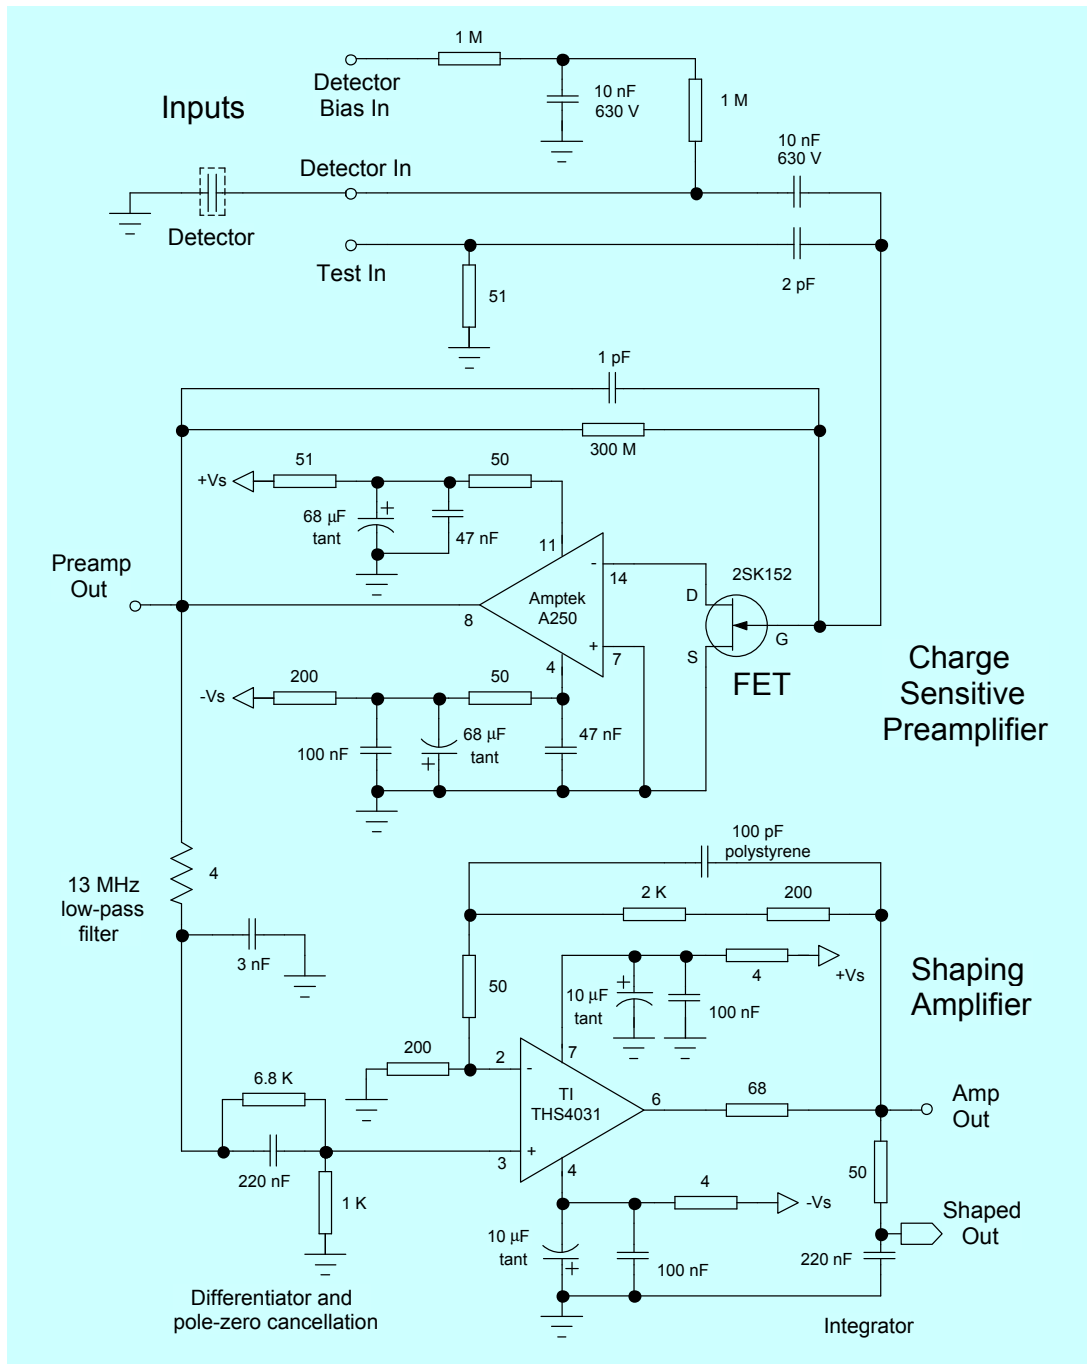 1 M
Detector
Bias In
10 nF
630 V
1 M
Inputs
10 nF
630 V
Detector In
Detector
Test In
2 pF
51
1 pF
300 M
+Vs
51
50
68 μF
tant
47 nF
11
Preamp
Out
8
Amptek
A250
-
14
+
7
4
2SK152
D
G
S
FET
Charge
Sensitive
Preamplifier
-Vs
200
50
100 nF
68 μF
tant
+
47 nF
+
100 pF
polystyrene
13 MHz
low-pass
filter
4
3 nF
2 K
200
50
4
+Vs
+
10 μF
tant
100 nF
Shaping
Amplifier
200
2
-
7
TI
THS4031
6
68
Amp
Out
6.8 K
220 nF
3
+
4
1 K
50
4
-Vs
Shaped
Out
10 μF
tant
+
100 nF
220 nF
Differentiator and
pole-zero cancellation
Integrator